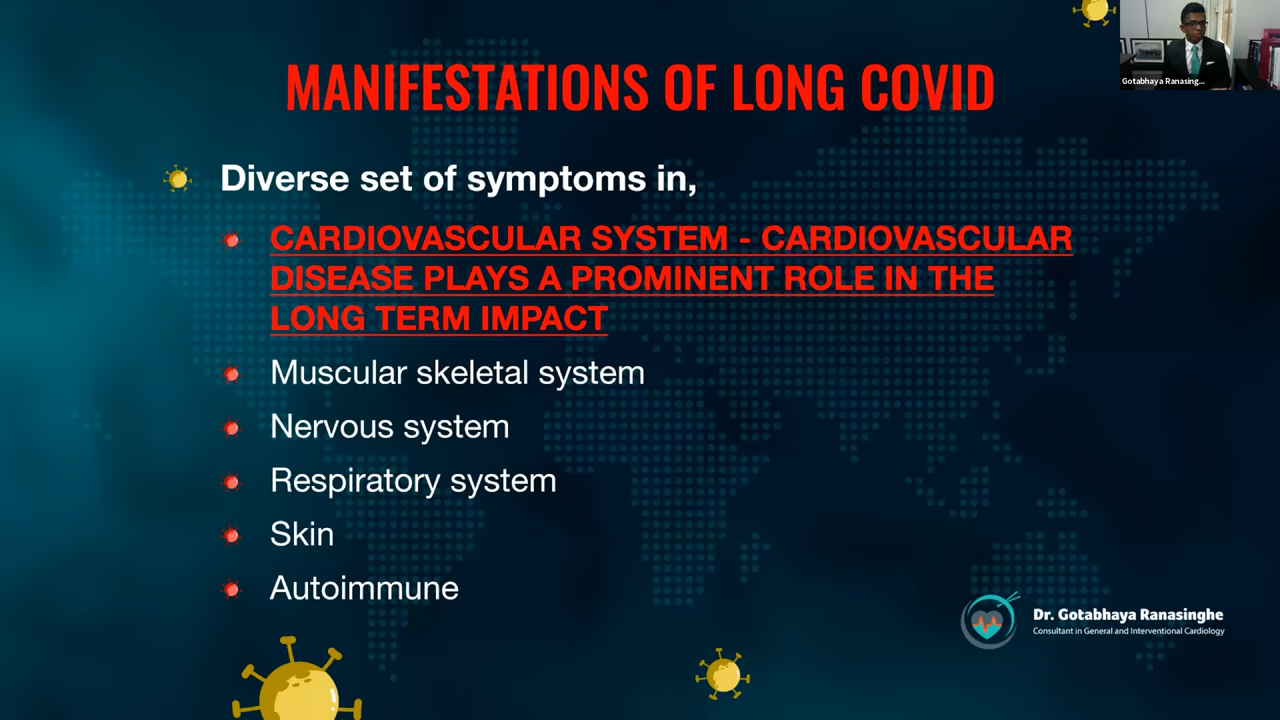 Gotabhaya Ranasing...
MANIFESTATIONS OF LONG COVID
Diverse set of symptoms in,
CARDIOVASCULAR SYSTEM - CARDIOVASCULAR
DISEASE PLAYS A PROMINENT ROLE IN THE
LONG TERM IMPACT
Muscular skeletal system
Nervous system
Respiratory system
Skin
Autoimmune
Dr. Gotabhaya Ranasinghe
Consultant in General and Interventional Cardiology